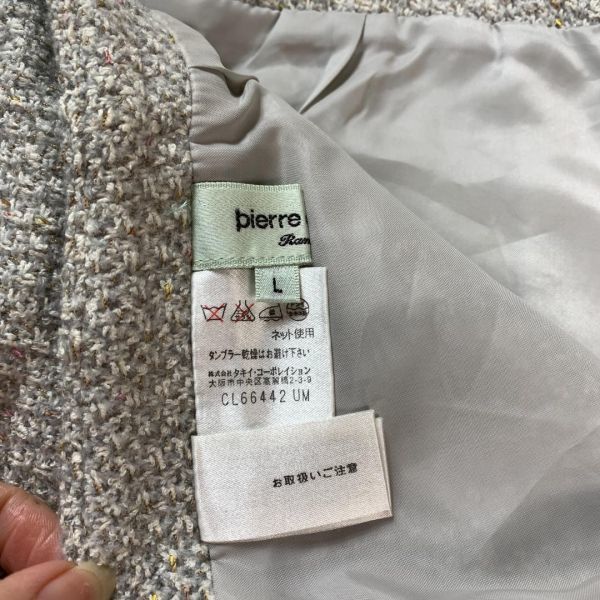 pierre
L
ネット使用
タンブラー乾燥はお避け下さい
株式会社タキイ・コーポレイション
大阪市中央区高麗橋2-3-9
CL66442 UM
お取扱いご注意